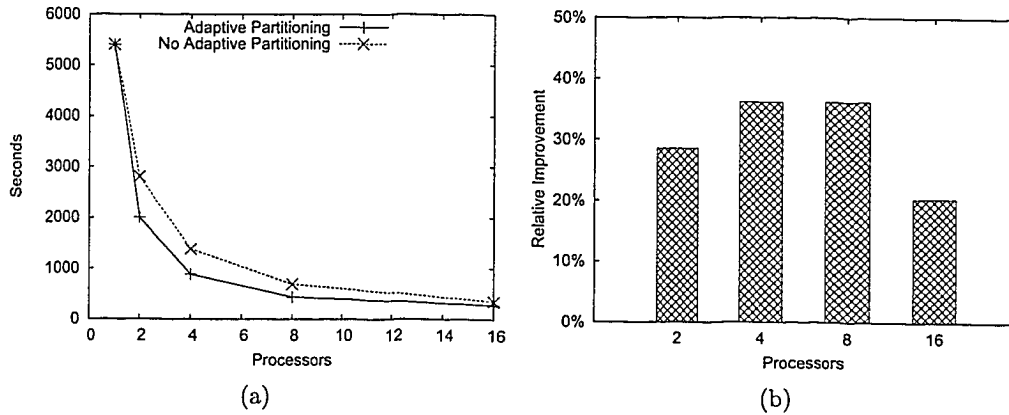 6000
5000
4000
3000
2000
1000
0
Seconds
Adaptive Partitioning
No Adaptive Partitioning
0 2 4 6 8 10 12 14 16
Processors
(a)
50%
40%
30%
20%
10%
0%
Relative Improvement
2 4 8 16
Processors
(b)